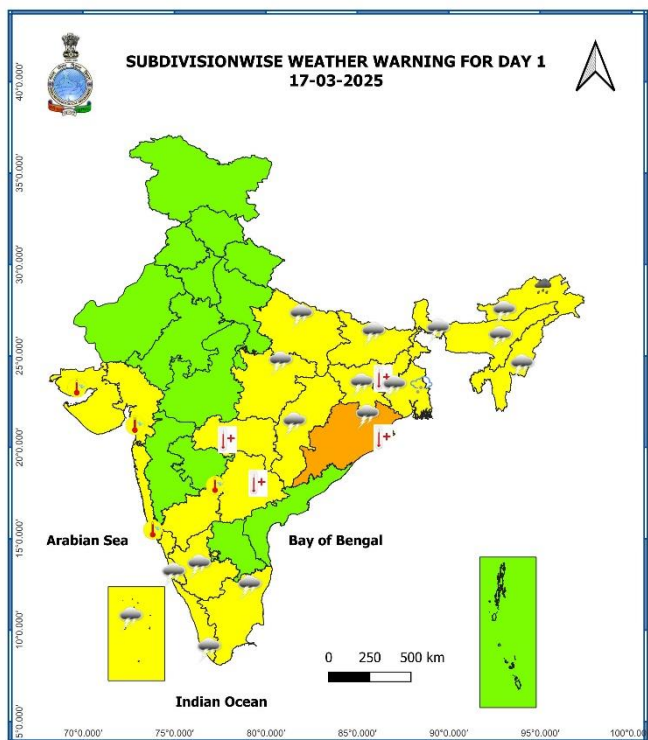 SUBDIVISIONWISE WEATHER WARNING FOR DAY 1
17-03-2025
40°0.000'
35°0.000'
30°0.000'
25°0.000'
20°0.000'
15°0.000'
10°0.000'
5°0.000'
Arabian Sea
Bay of Bengal
0 250 500 km
Indian Ocean
70°0.000' 75°0.000' 80°0.000' 85°0.000' 90°0.000' 95°0.000' 100°0.0